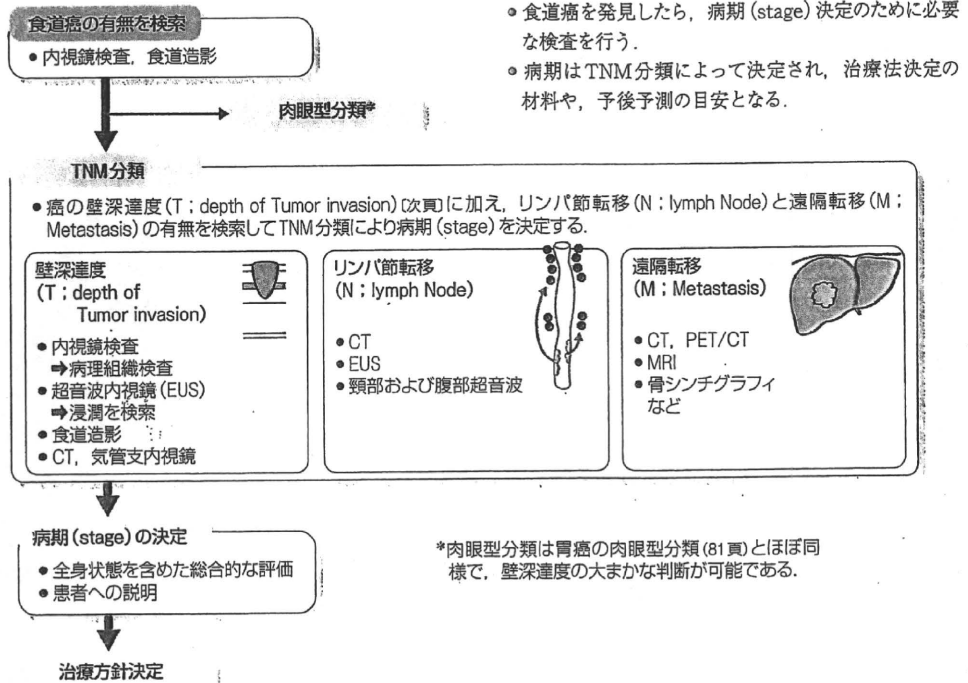 食道癌の有無を検索
• 内視鏡検査，食道造影
• 食道癌を発見したら，病期(stage)決定のために必要
な検査を行う．
• 病期はTNM分類によって決定され，治療法決定の
材料や，予後予測の目安となる．
肉眼型分類*
TNM分類
• 癌の壁深達度(T；depth of Tumor invasion)〔次頁〕に加え，リンパ節転移(N；lymph Node)と遠隔転移(M；
Metastasis)の有無を検索してTNM分類により病期(stage)を決定する．
壁深達度
(T；depth of
Tumor invasion)
• 内視鏡検査
➡病理組織検査
• 超音波内視鏡(EUS)
➡浸潤を検索
• 食道造影
• CT，気管支内視鏡
リンパ節転移
(N；lymph Node)
• CT
• EUS
• 頸部および腹部超音波
遠隔転移
(M；Metastasis)
• CT，PET/CT
• MRI
• 骨シンチグラフィ
など
病期(stage)の決定
• 全身状態を含めた総合的な評価
• 患者への説明
*肉眼型分類は胃癌の肉眼型分類(81頁)とほぼ同
様で，壁深達度の大まかな判断が可能である．
治療方針決定